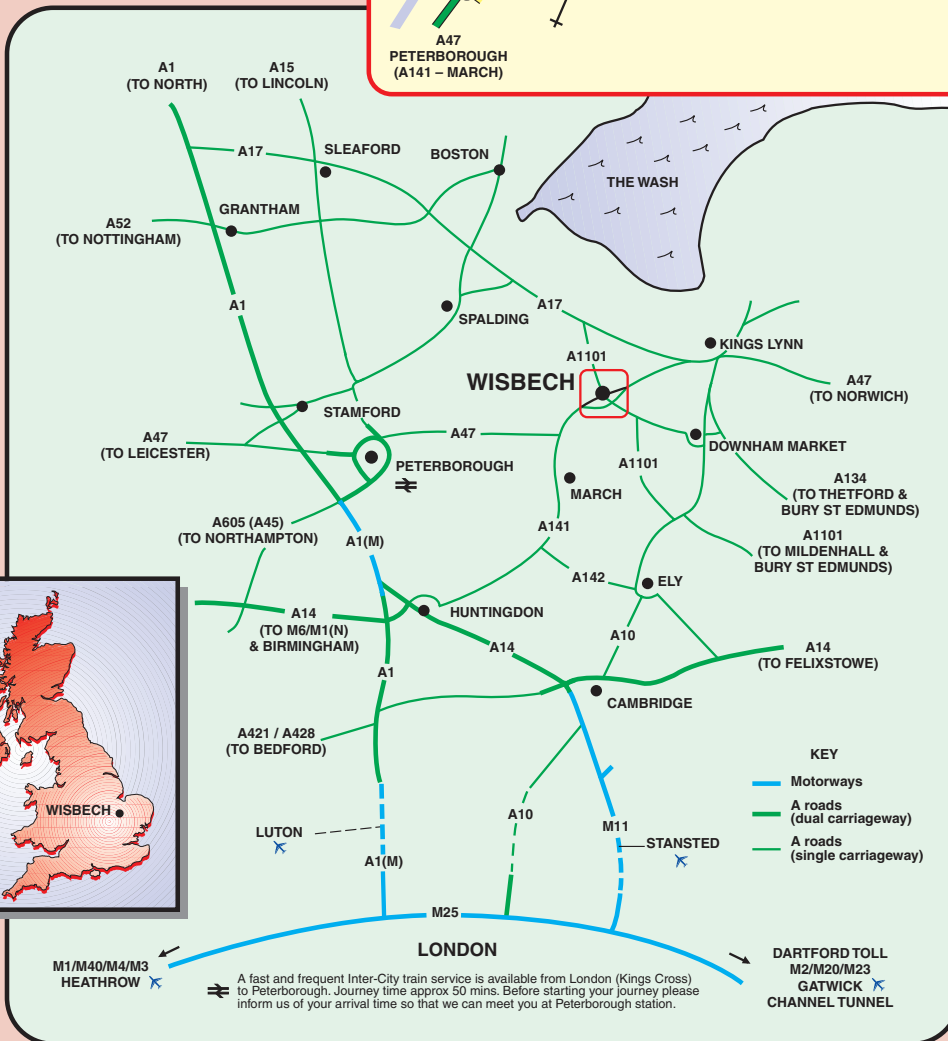 A47
PETERBOROUGH
(A141 – MARCH)
A1
(TO NORTH)
A15
(TO LINCOLN)
A17
SLEAFORD
BOSTON
THE WASH
GRANTHAM
A52
(TO NOTTINGHAM)
A1
SPALDING
A17
KINGS LYNN
A1101
WISBECH
A47
(TO NORWICH)
STAMFORD
A47
(TO LEICESTER)
A47
DOWNHAM MARKET
PETERBOROUGH
A1101
MARCH
A134
(TO THETFORD &
BURY ST EDMUNDS)
A605 (A45)
(TO NORTHAMPTON)
A1(M)
A141
A1101
(TO MILDENHALL &
BURY ST EDMUNDS)
A142
ELY
A14
(TO M6/M1(N)
& BIRMINGHAM)
HUNTINGDON
A10
A14
A14
(TO FELIXSTOWE)
A1
CAMBRIDGE
A421 / A428
(TO BEDFORD)
KEY
Motorways
A roads
(dual carriageway)
A roads
(single carriageway)
WISBECH
LUTON
A10
M11
STANSTED
A1(M)
M25
LONDON
M1/M40/M4/M3
HEATHROW
DARTFORD TOLL
M2/M20/M23
GATWICK
CHANNEL TUNNEL
A fast and frequent Inter-City train service is available from London (Kings Cross)
to Peterborough. Journey time approx 50 mins. Before starting your journey please
inform us of your arrival time so that we can meet you at Peterborough station.